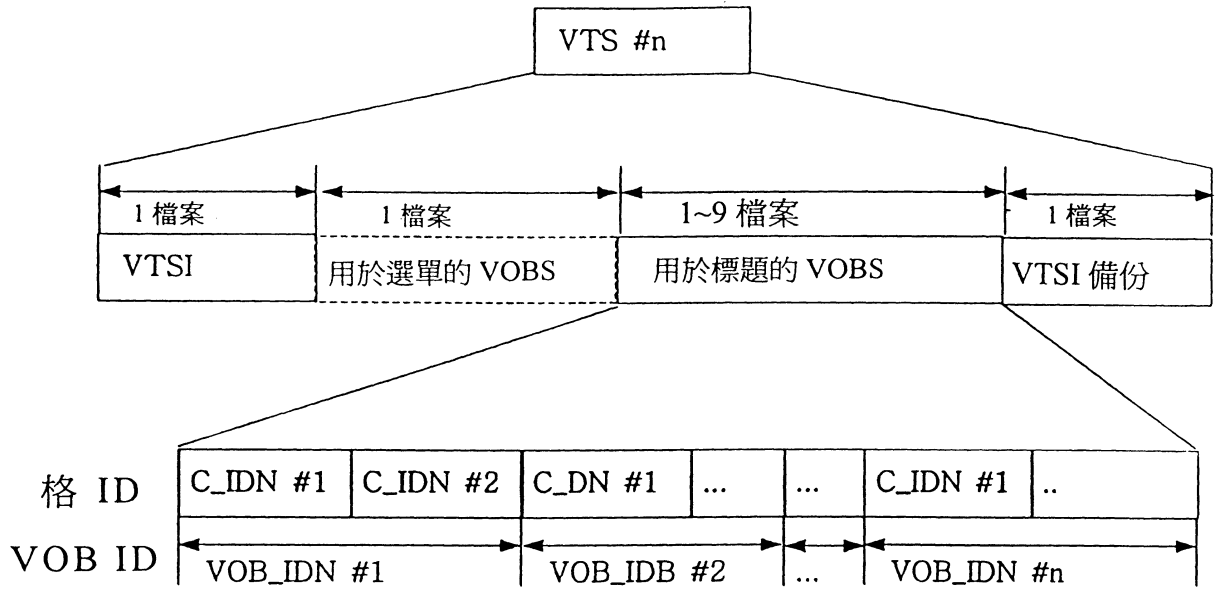 VTS #n
1 檔案 1 檔案 1~9 檔案 1 檔案
VTSI 用於選單的 VOBS 用於標題的 VOBS VTSI 備份
格 ID C_IDN #1 C_IDN #2 C_DN #1 ... ... C_IDN #1 ..
VOB ID VOB_IDN #1 VOB_IDB #2 ... VOB_IDN #n